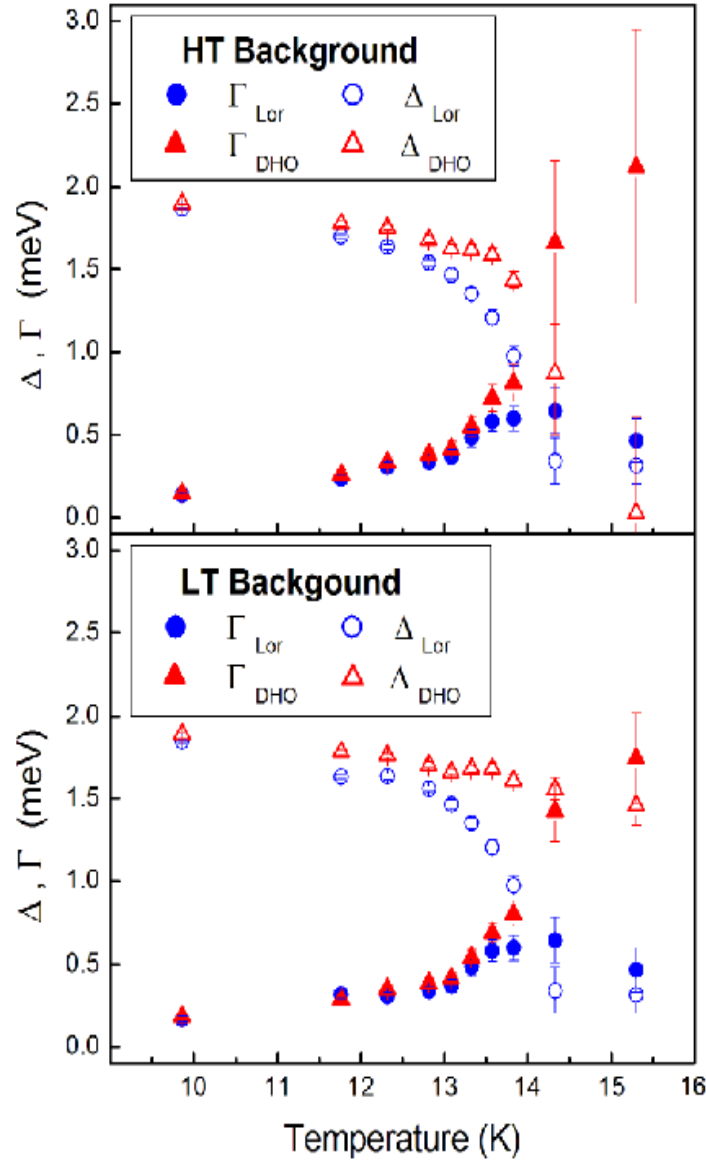 3.0
HT Background
Γ Lor Δ Lor
Γ DHO Δ DHO
2.5
2.0
1.5
1.0
0.5
0.0
Δ, Γ (meV)
3.0
LT Backgound
Γ Lor Δ Lor
Γ DHO Λ DHO
2.5
2.0
1.5
1.0
0.5
0.0
Δ, Γ (meV)
10 11 12 13 14 15 16
Temperature (K)